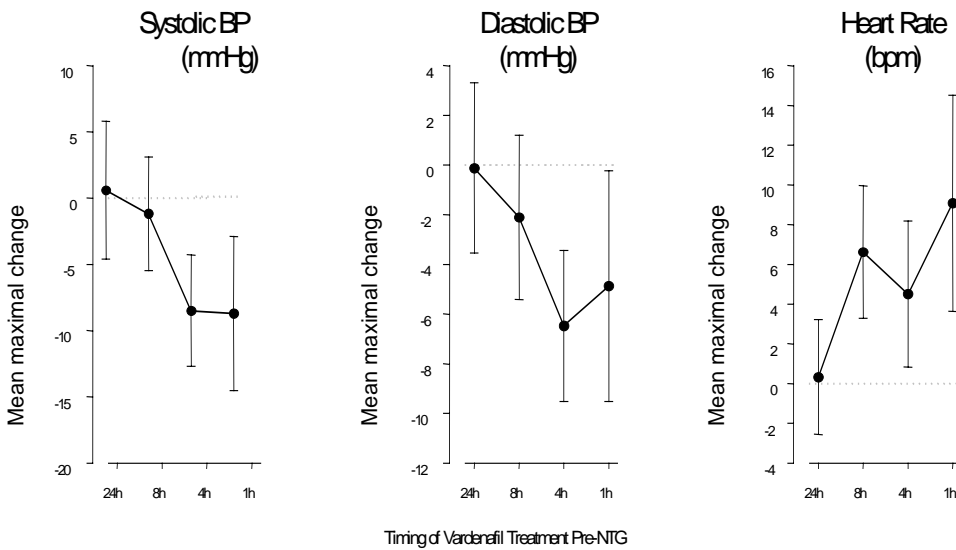 Systolic BP
(mmHg)
10
5
0
-5
-10
-15
-20
Mean maximal change
24h 8h 4h 1h
Diastolic BP
(mmHg)
4
2
0
-2
-4
-6
-8
-10
-12
Mean maximal change
24h 8h 4h 1h
Heart Rate
(bpm)
16
14
12
10
8
6
4
2
0
-2
-4
Mean maximal change
24h 8h 4h 1h
Timing of Vardenafil Treatment Pre-NTG